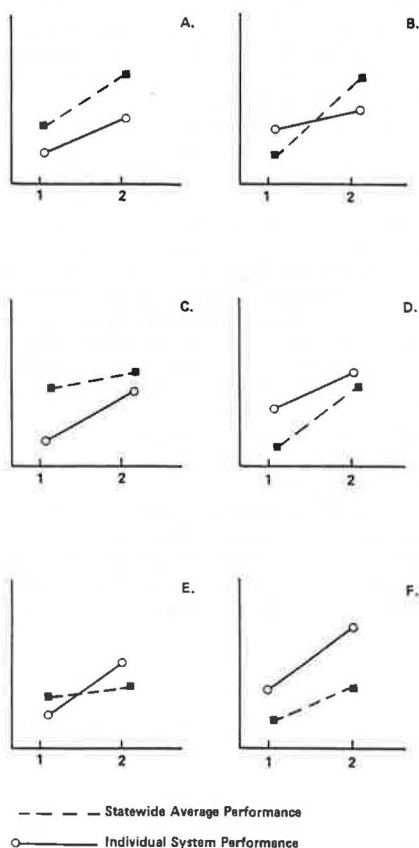 A. B.
1 2 1 2
C. D.
1 2 1 2
E. F.
1 2 1 2
Statewide Average Performance
Individual System Performance